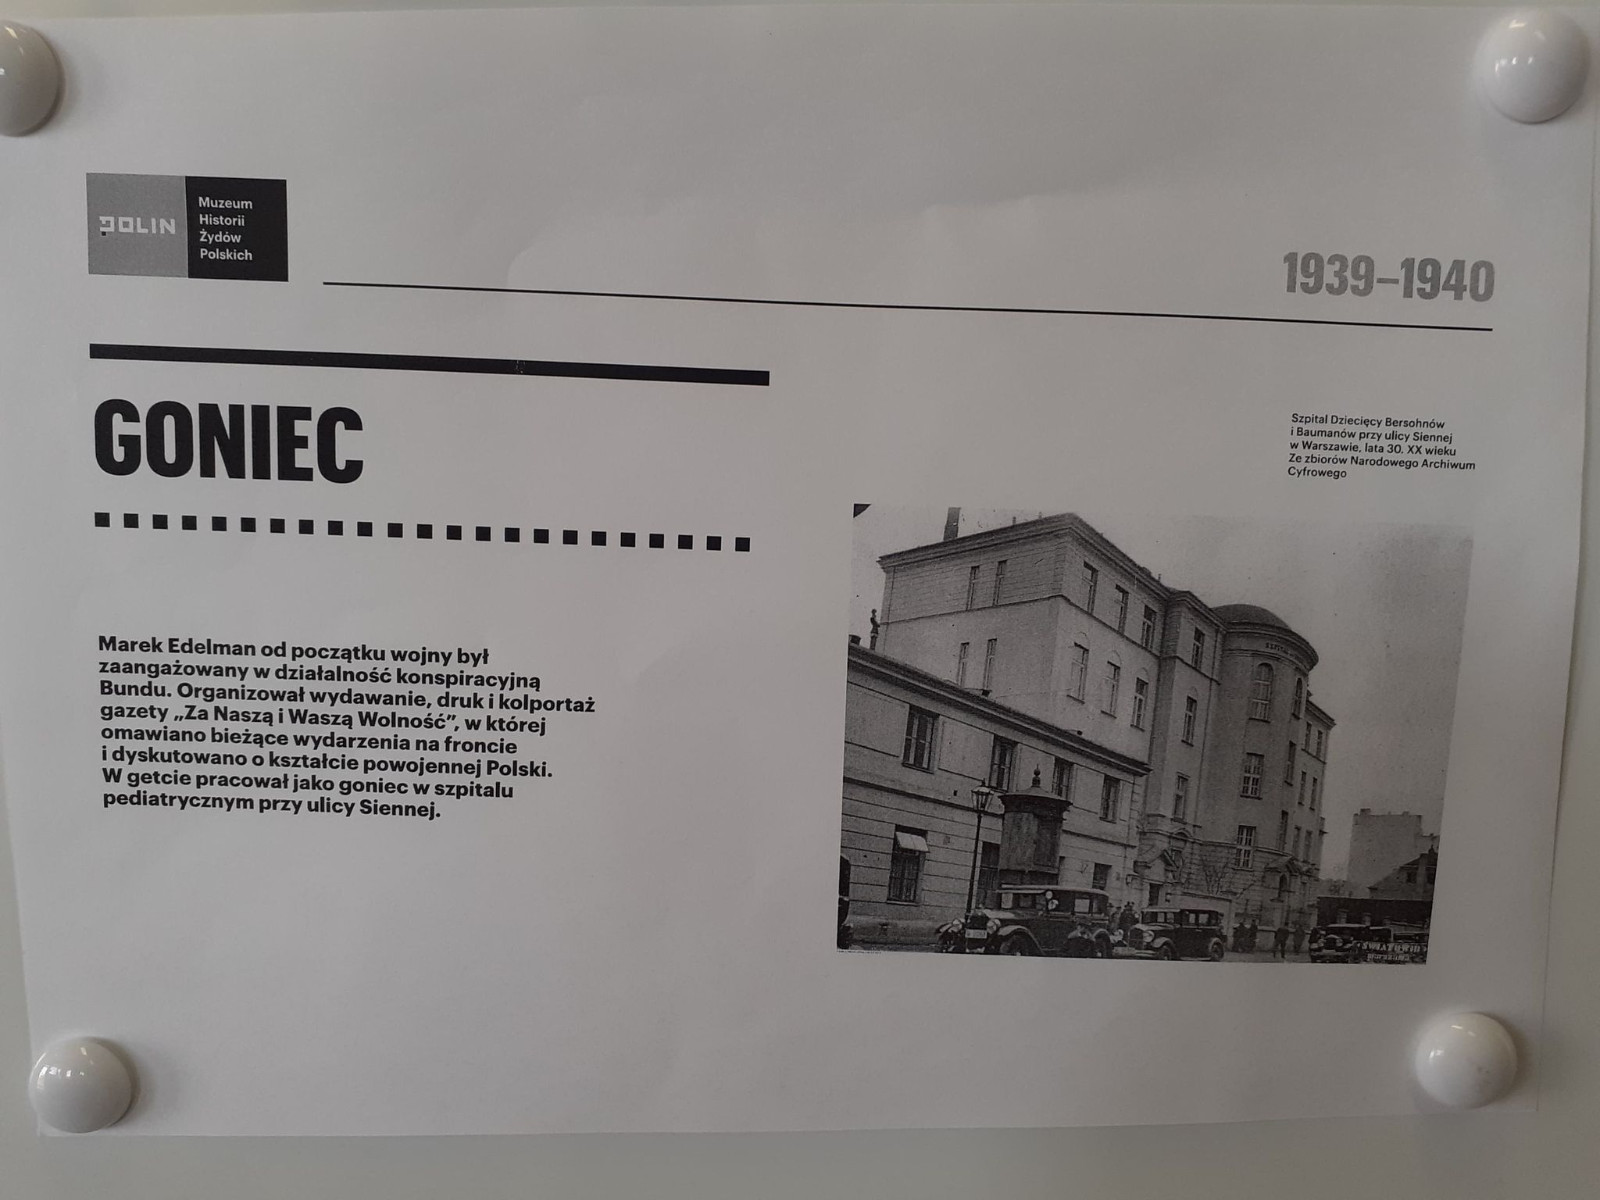 POLIN
Muzeum
Historii
Żydów
Polskich
1939–1940
GONIEC
Szpital Dziecięcy Bersohnów
i Baumanów przy ulicy Siennej
w Warszawie, lata 30. XX wieku
Ze zbiorów Narodowego Archiwum
Cyfrowego
Marek Edelman od początku wojny był
zaangażowany w działalność konspiracyjną
Bundu. Organizował wydawanie, druk i kolportaż
gazety „Za Naszą i Waszą Wolność”, w której
omawiano bieżące wydarzenia na froncie
i dyskutowano o kształcie powojennej Polski.
W getcie pracował jako goniec w szpitalu
pediatrycznym przy ulicy Siennej.
ŚWIATOWID